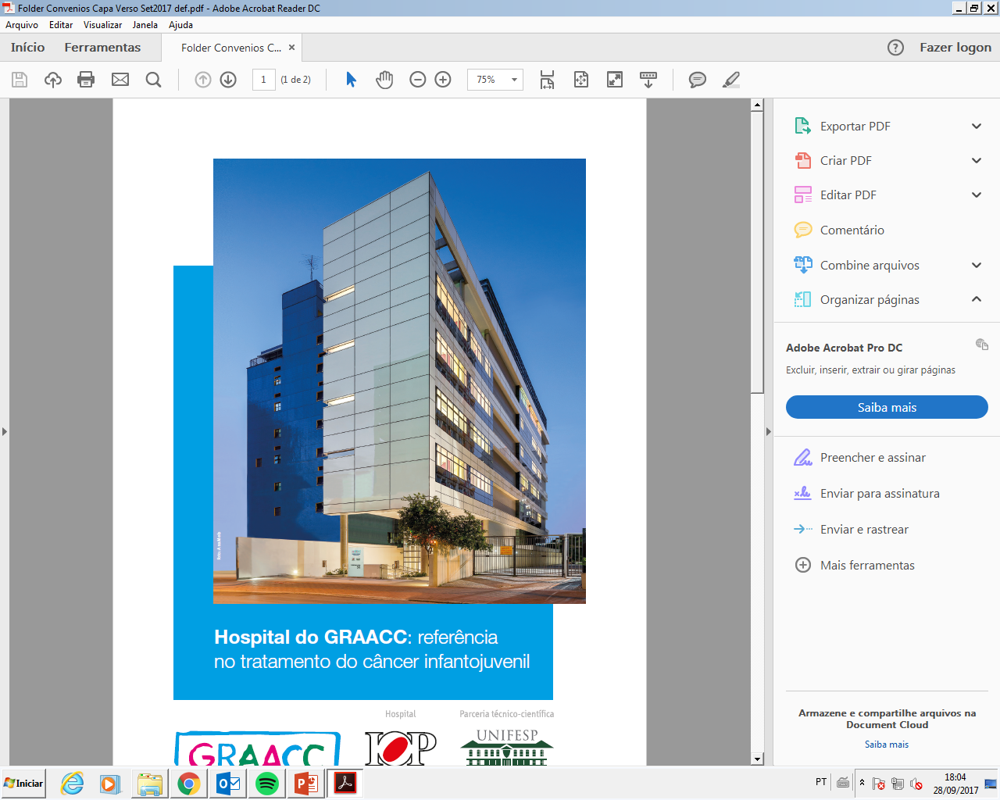 Folder Convenios Capa Verso Set2017 def.pdf - Adobe Acrobat Reader DC
Arquivo Editar Visualizar Janela Ajuda
Início Ferramentas Folder Convenios C... Fazer logon
1 (1 de 2) 75%
Exportar PDF
Criar PDF
Editar PDF
Comentário
Combine arquivos
Organizar páginas
Adobe Acrobat Pro DC
Excluir, inserir, extrair ou girar páginas
Saiba mais
Preencher e assinar
Enviar para assinatura
Enviar e rastrear
Mais ferramentas
Armazene e compartilhe arquivos na
Document Cloud
Saiba mais
Hospital do GRAACC: referência
no tratamento do câncer infantojuvenil
Hospital Parceria técnico-científica
GRAACC IOP UNIFESP
Iniciar PT 18:04
28/09/2017